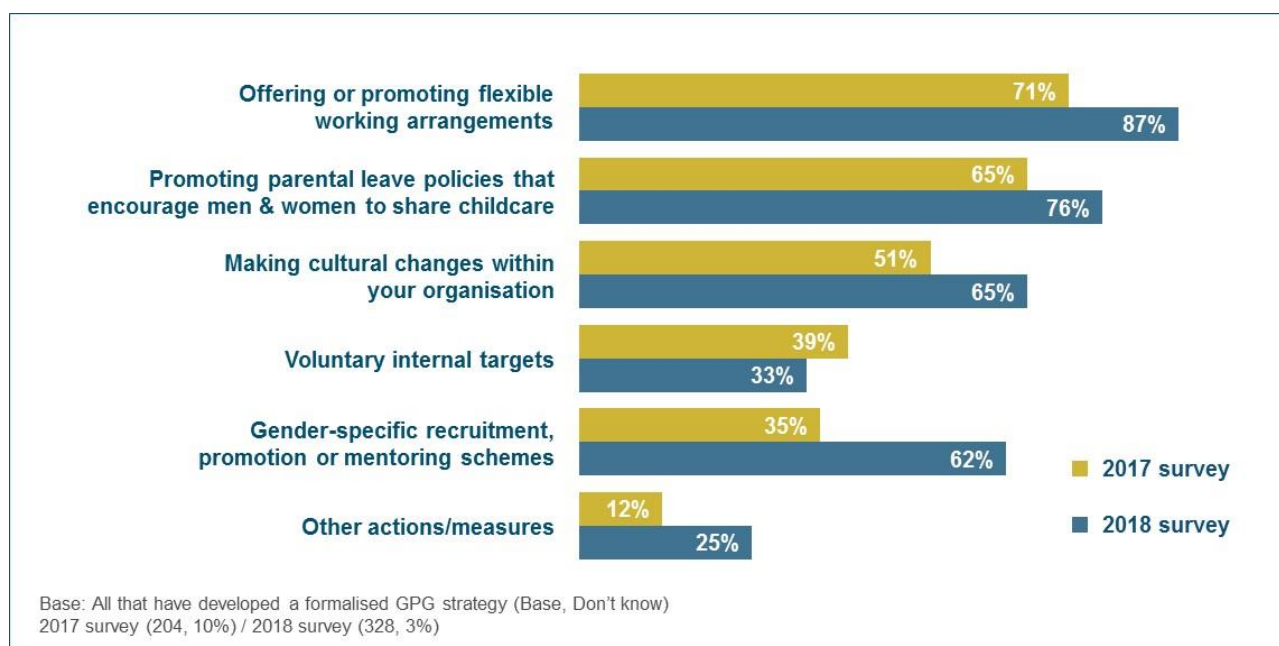 Offering or promoting flexible
working arrangements
71%
87%
Promoting parental leave policies that
encourage men & women to share childcare
65%
76%
Making cultural changes within
your organisation
51%
65%
Voluntary internal targets
39%
33%
Gender-specific recruitment,
promotion or mentoring schemes
35%
62%
Other actions/measures
12%
25%
2017 survey
2018 survey
Base: All that have developed a formalised GPG strategy (Base, Don’t know)
2017 survey (204, 10%) / 2018 survey (328, 3%)